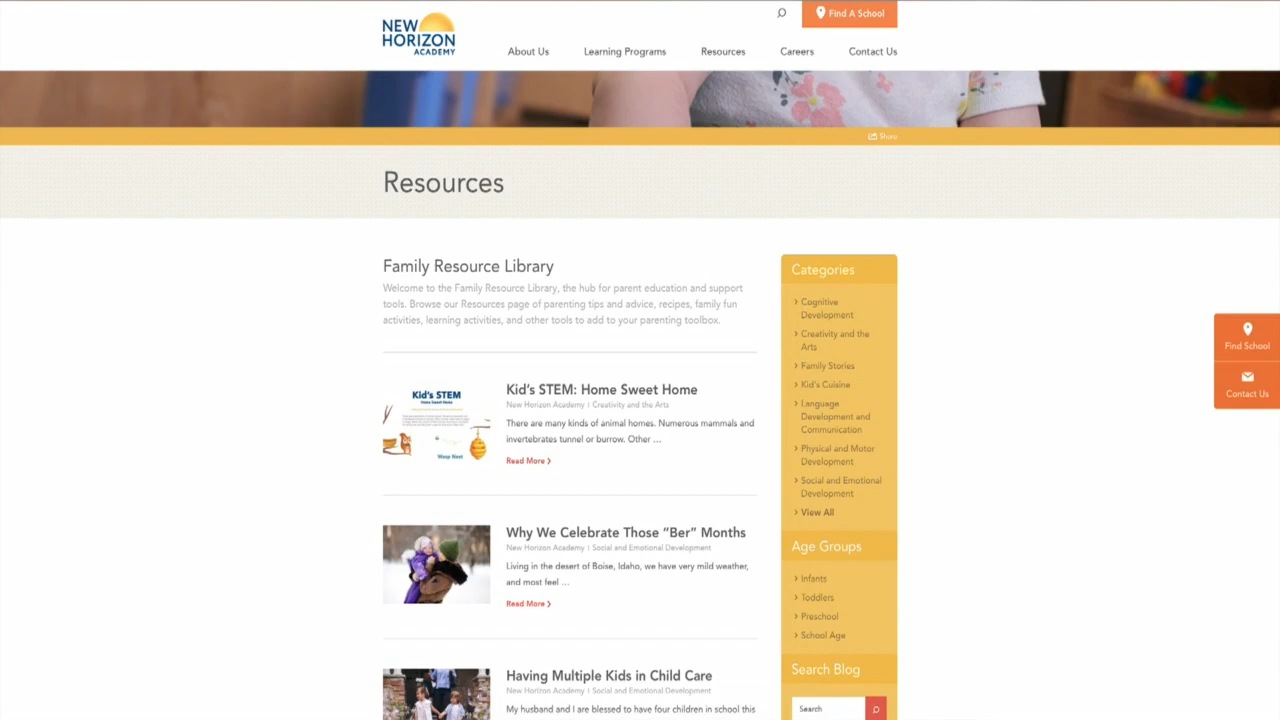 NEW
HORIZON
ACADEMY
Find A School
About Us
Learning Programs
Resources
Careers
Contact Us
Share
Resources
Family Resource Library
Welcome to the Family Resource Library, the hub for parent education and support
tools. Browse our Resources page of parenting tips and advice, recipes, family fun
activities, learning activities, and other tools to add to your parenting toolbox.
Kid's STEM
Home Sweet Home
Wasp Nest
Kid's STEM: Home Sweet Home
New Horizon Academy | Creativity and the Arts
There are many kinds of animal homes. Numerous mammals and
invertebrates tunnel or burrow. Other ...
Read More
Why We Celebrate Those “Ber” Months
New Horizon Academy | Social and Emotional Development
Living in the desert of Boise, Idaho, we have very mild weather,
and most feel ...
Read More
Having Multiple Kids in Child Care
New Horizon Academy | Social and Emotional Development
My husband and I are blessed to have four children in school this
Categories
Cognitive
Development
Creativity and the
Arts
Family Stories
Kid's Cuisine
Language
Development and
Communication
Physical and Motor
Development
Social and Emotional
Development
View All
Age Groups
Infants
Toddlers
Preschool
School Age
Search Blog
Search
Find School
Contact Us